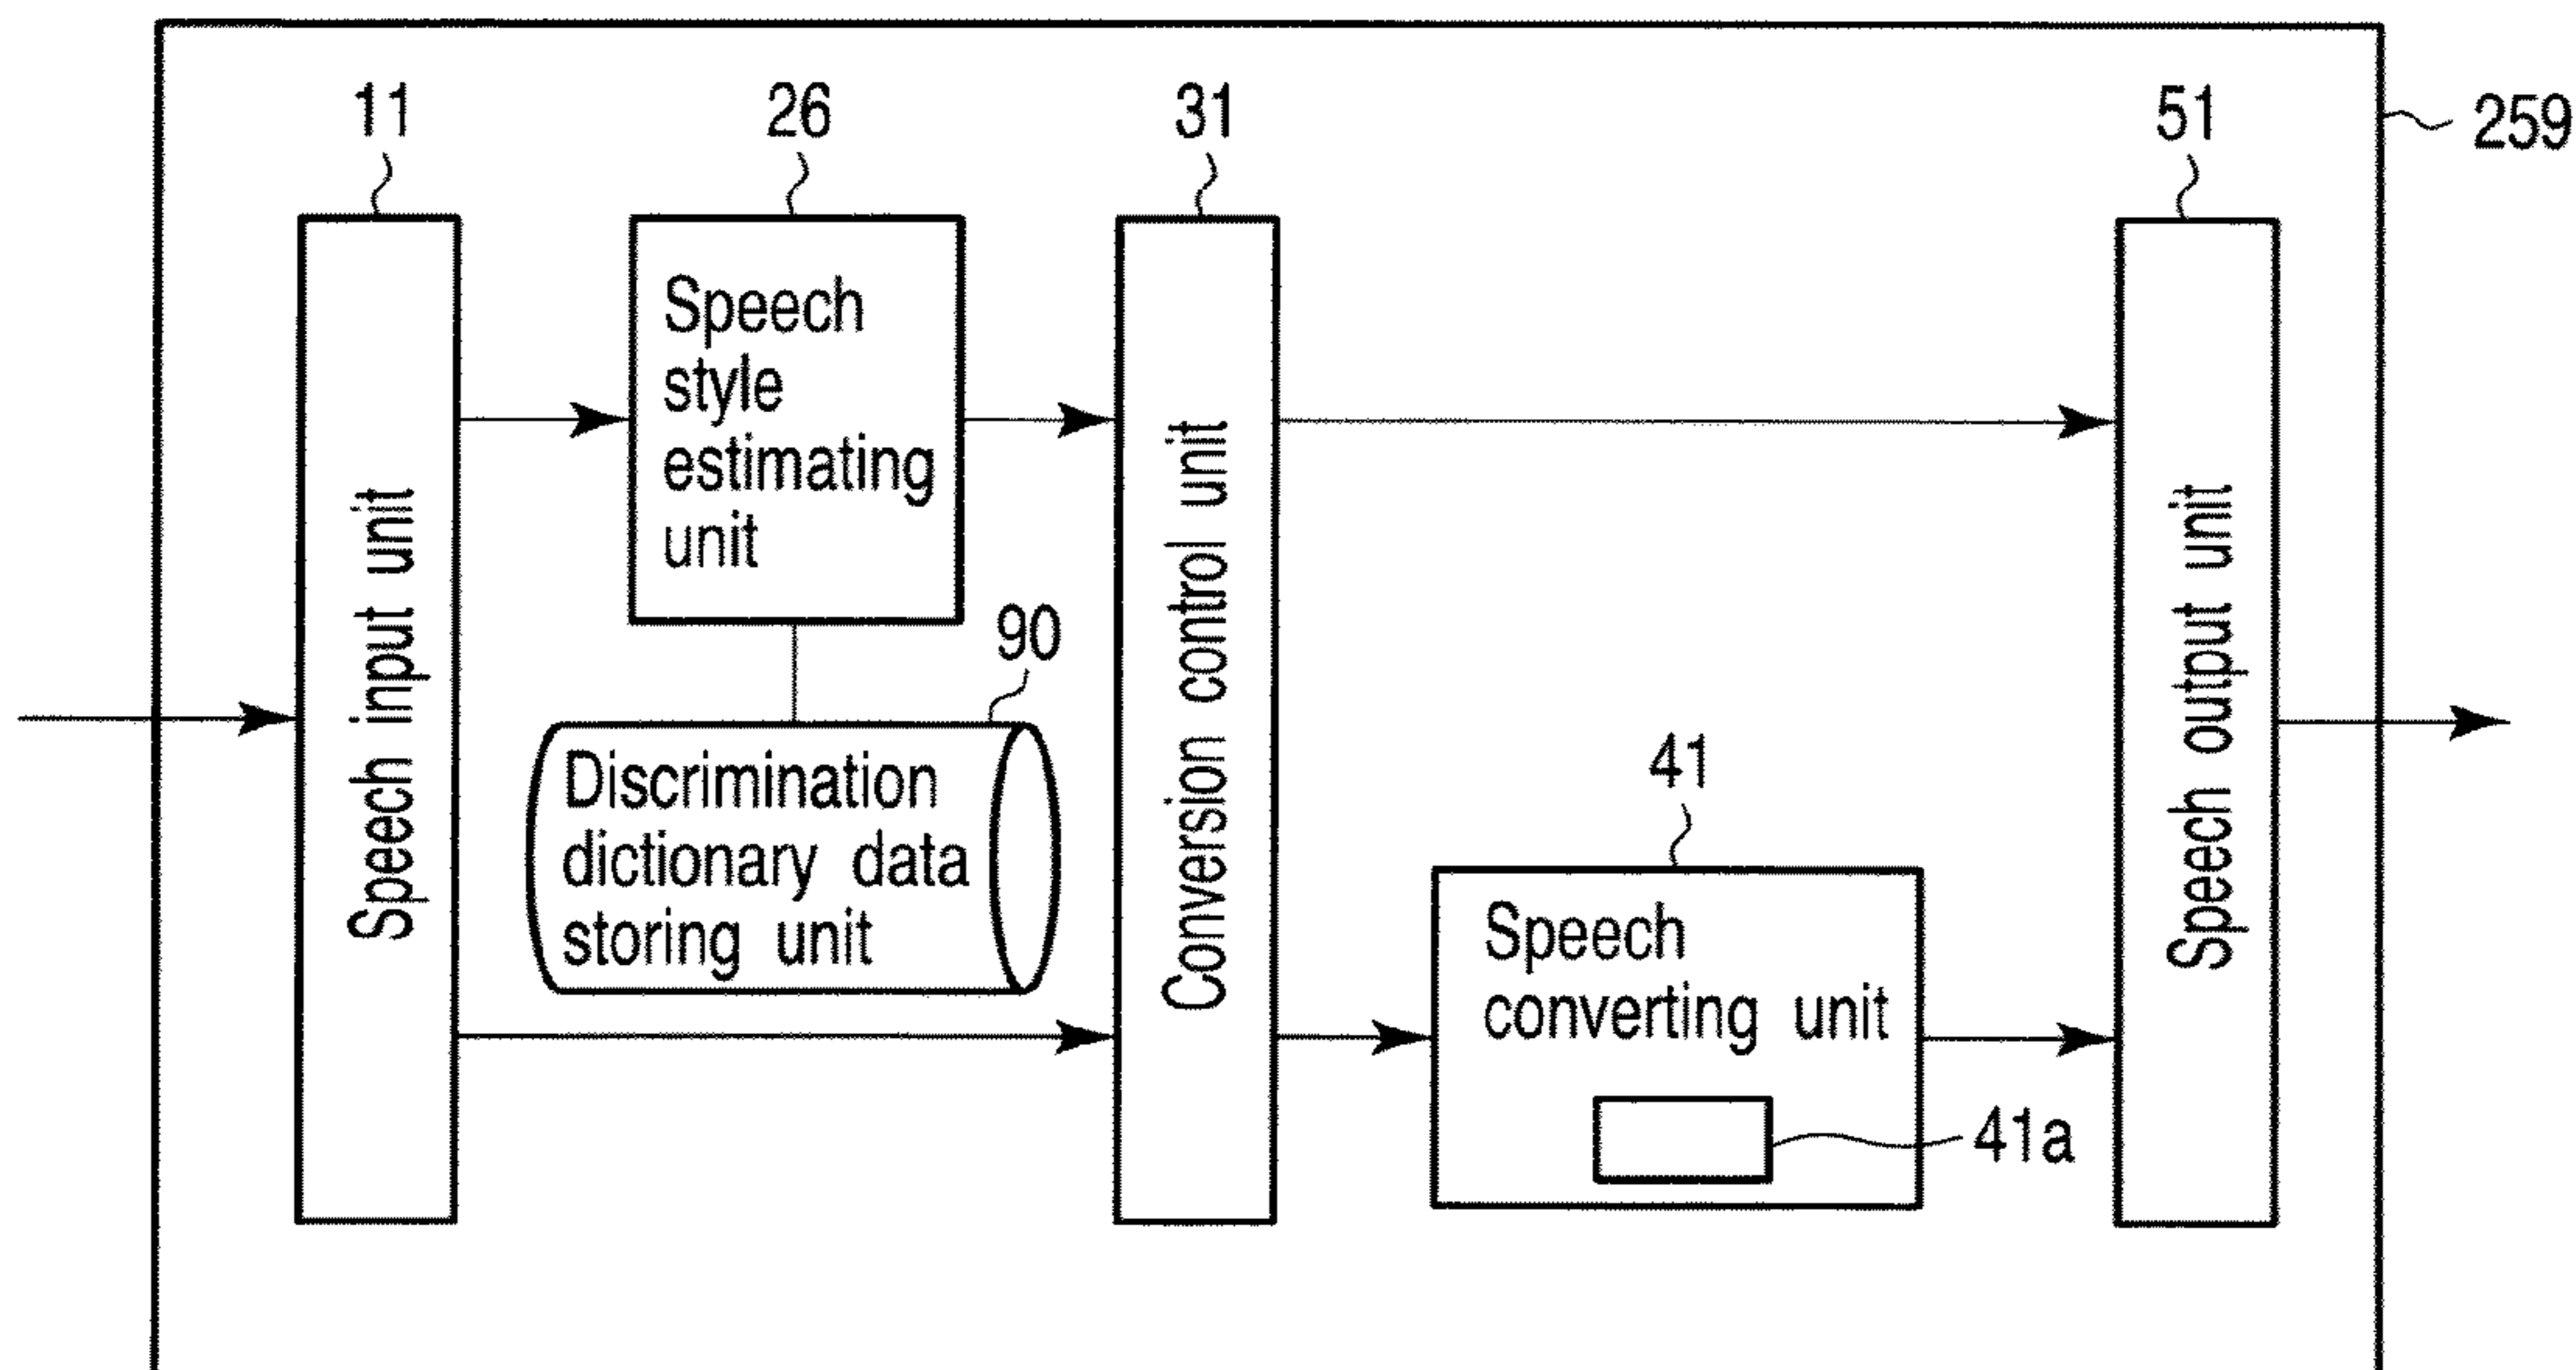 11
26
31
51
259
Speech input unit
Speech
style
estimating
unit
90
Discrimination
dictionary data
storing unit
Conversion control unit
41
Speech
converting unit
41a
Speech output unit